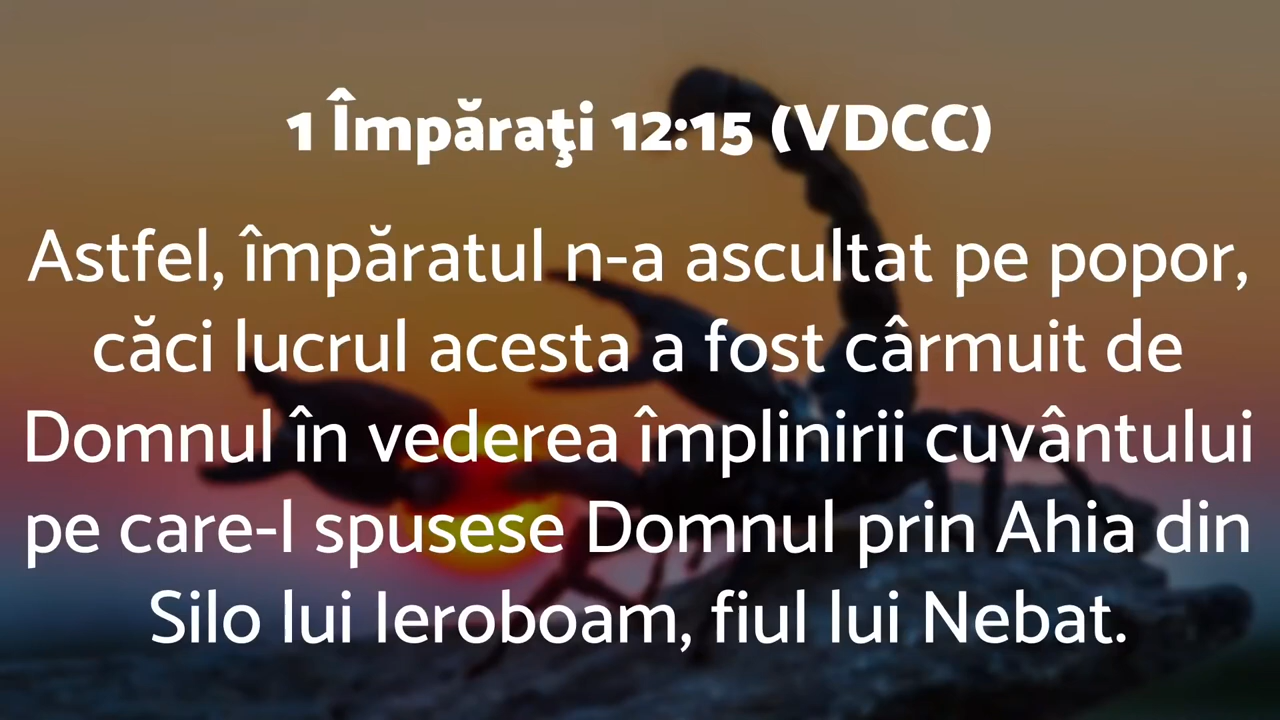 1 Împăraţi 12:15 (VDCC)
Astfel, împăratul n-a ascultat pe popor,
căci lucrul acesta a fost cârmuit de
Domnul în vederea împlinirii cuvântului
pe care-l spusese Domnul prin Ahia din
Silo lui Ieroboam, fiul lui Nebat.